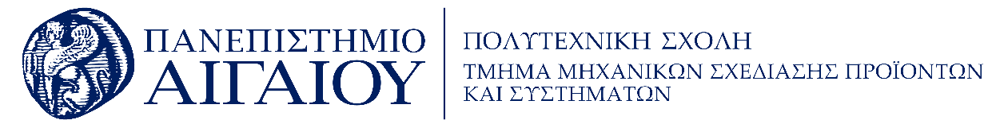 ΠΑΝΕΠΙΣΤΗΜΙΟ
ΑΙΓΑΙΟΥ
ΠΟΛΥΤΕΧΝΙΚΗ ΣΧΟΛΗ
ΤΜΗΜΑ ΜΗΧΑΝΙΚΩΝ ΣΧΕΔΙΑΣΗΣ ΠΡΟΪΟΝΤΩΝ
ΚΑΙ ΣΥΣΤΗΜΑΤΩΝ